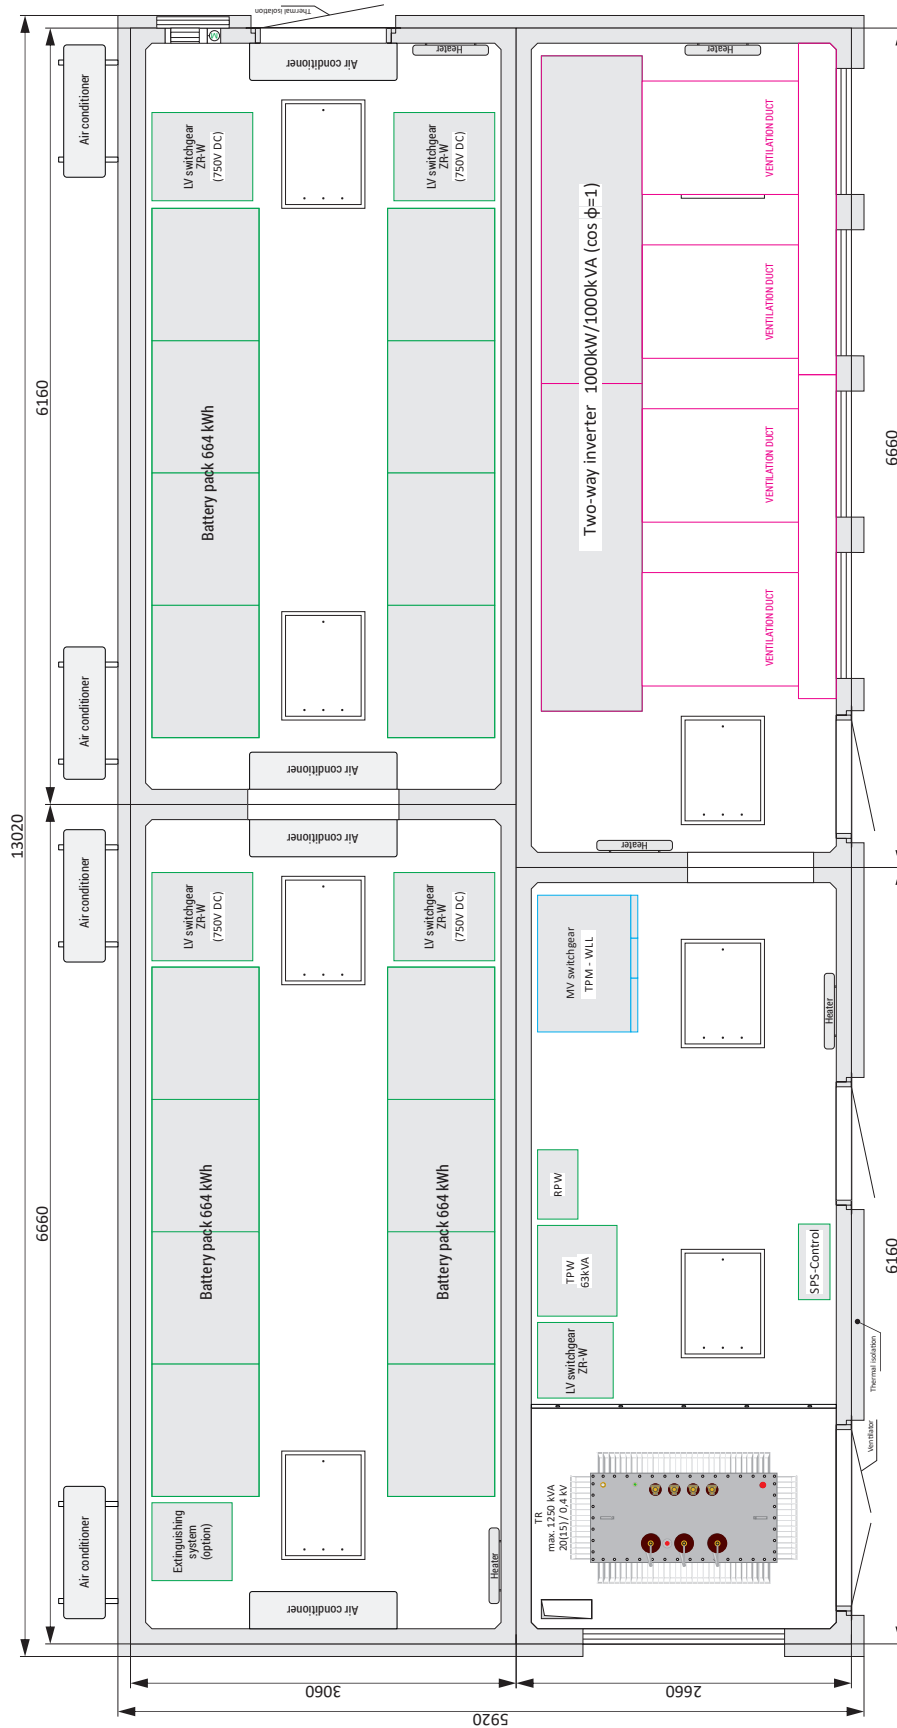 13020
6160
6660
Air conditioner
Air conditioner
Air conditioner
Air conditioner
Thermal isolation
Air conditioner
Heater
LV switchgear
ZR-W
(750V DC)
LV switchgear
ZR-W
(750V DC)
Battery pack 664 kWh
Air conditioner
Air conditioner
LV switchgear
ZR-W
(750V DC)
LV switchgear
ZR-W
(750V DC)
Battery pack 664 kWh
Battery pack 664 kWh
Extinguishing
system
(option)
Heater
Air conditioner
Heater
Two-way inverter 1000kW/1000kVA (cos ϕ=1)
VENTILATION DUCT
VENTILATION DUCT
VENTILATION DUCT
VENTILATION DUCT
Heater
6660
MV switchgear
TPM - WLL
Heater
RPW
TPW
63kVA
LV switchgear
ZR-W
SPS-Control
6160
Thermal isolation
Ventilator
TR
max. 1250 kVA
20(15) / 0,4 kV
3060
2660
5920